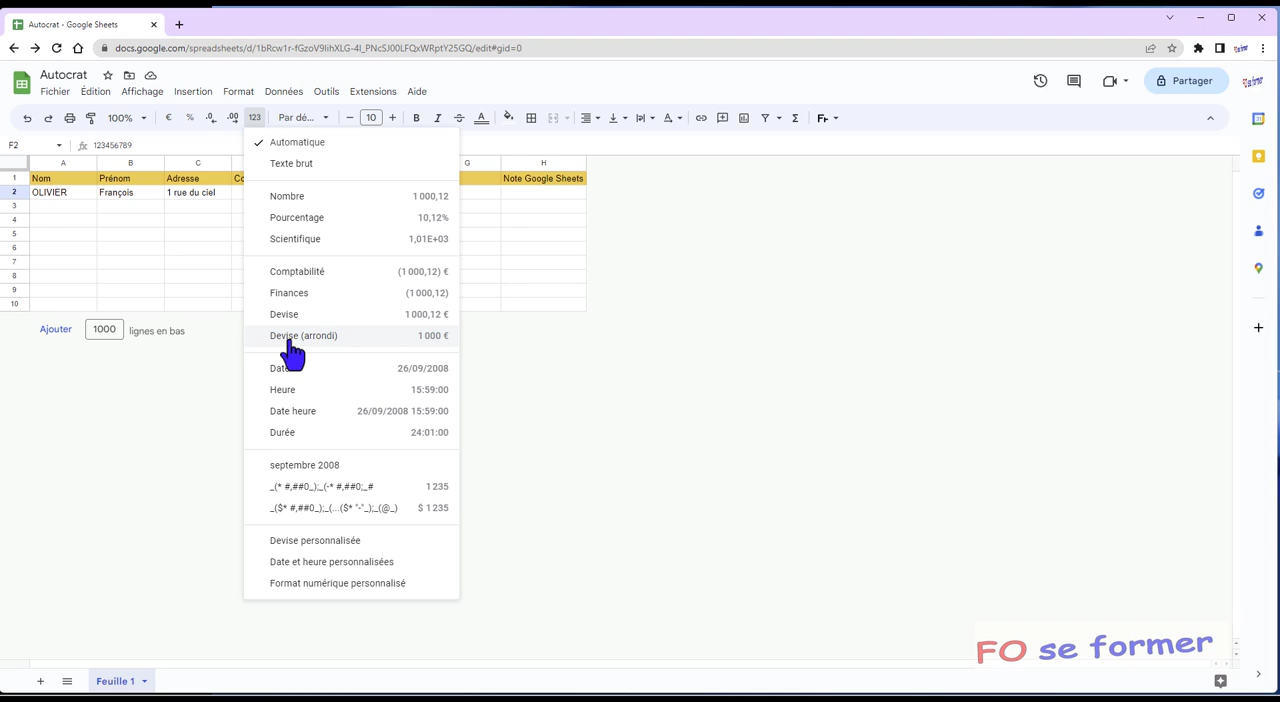 Autocrat - Google Sheets
docs.google.com/spreadsheets/d/1bRcw1r-fGzoV9IihXLG-4l_PNcSJ00LFQxWRptY25GQ/edit#gid=0
Autocrat
Fichier Édition Affichage Insertion Format Données Outils Extensions Aide
Partager
100% € % .0 .00 123 Par dé... 10 B I A
F2 fx 123456789
A B C G H
1 Nom Prénom Adresse Co Note Google Sheets
2 OLIVIER François 1 rue du ciel
3
4
5
6
7
8
9
10
Ajouter 1000 lignes en bas
Automatique
Texte brut
Nombre 1 000,12
Pourcentage 10,12%
Scientifique 1,01E+03
Comptabilité (1 000,12) €
Finances (1 000,12)
Devise 1 000,12 €
Devise (arrondi) 1 000 €
Date 26/09/2008
Heure 15:59:00
Date heure 26/09/2008 15:59:00
Durée 24:01:00
septembre 2008
_(* #,##0_);_(-* #,##0;_# 1 235
_($* #,##0_);_(...($* "-"_);_(@_) $ 1 235
Devise personnalisée
Date et heure personnalisées
Format numérique personnalisé
FO se former
Feuille 1